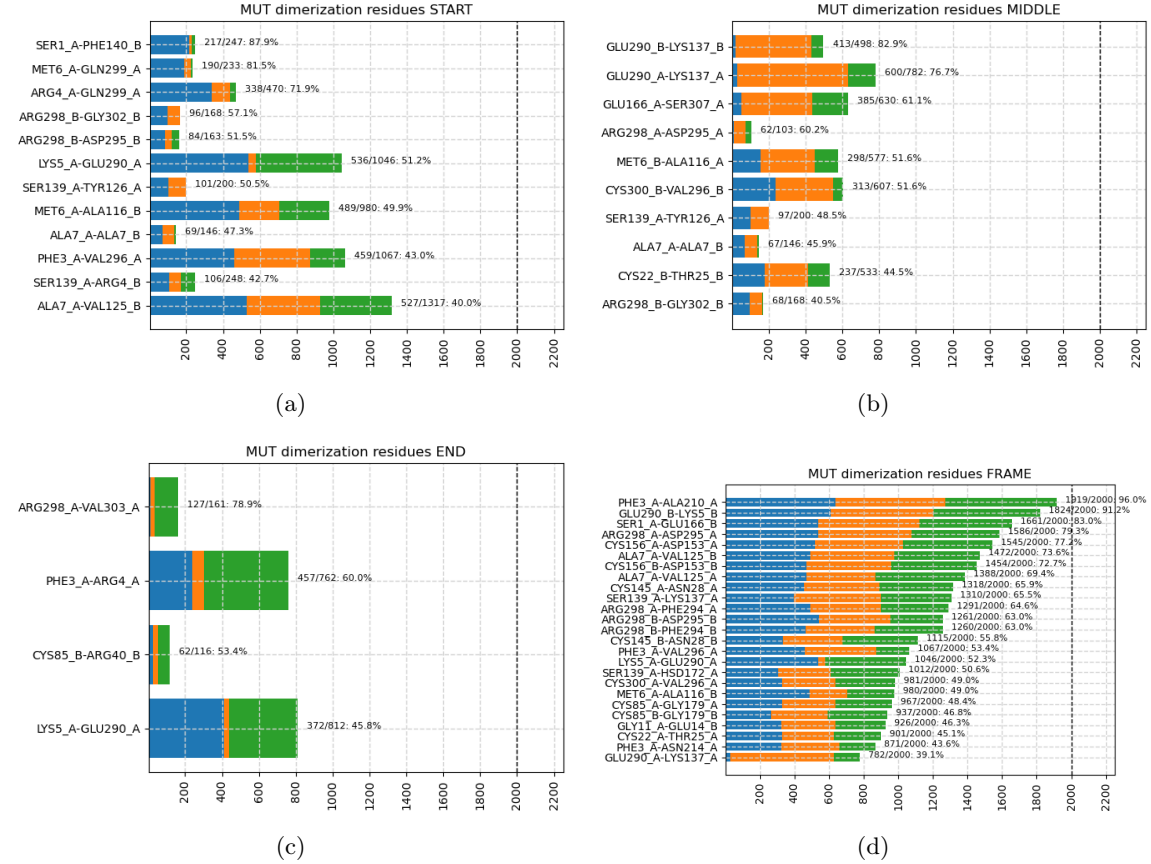 MUT dimerization residues START
SER1_A-PHE140_B 217/247: 87.9%
MET6_A-GLN299_A 190/233: 81.5%
ARG4_A-GLN299_A 338/470: 71.9%
ARG298_B-GLY302_B 96/168: 57.1%
ARG298_B-ASP295_B 84/163: 51.5%
LYS5_A-GLU290_A 536/1046: 51.2%
SER139_A-TYR126_A 101/200: 50.5%
MET6_A-ALA116_B 489/980: 49.9%
ALA7_A-ALA7_B 69/146: 47.3%
PHE3_A-VAL296_A 459/1067: 43.0%
SER139_A-ARG4_B 106/248: 42.7%
ALA7_A-VAL125_B 527/1317: 40.0%
200 400 600 800 1000 1200 1400 1600 1800 2000 2200
(a)
MUT dimerization residues MIDDLE
GLU290_B-LYS137_B 413/498: 82.9%
GLU290_A-LYS137_A 600/782: 76.7%
GLU166_A-SER307_A 385/630: 61.1%
ARG298_A-ASP295_A 62/103: 60.2%
MET6_B-ALA116_A 298/577: 51.6%
CYS300_B-VAL296_B 313/607: 51.6%
SER139_A-TYR126_A 97/200: 48.5%
ALA7_A-ALA7_B 67/146: 45.9%
CYS22_B-THR25_B 237/533: 44.5%
ARG298_B-GLY302_B 68/168: 40.5%
200 400 600 800 1000 1200 1400 1600 1800 2000 2200
(b)
MUT dimerization residues END
ARG298_A-VAL303_A 127/161: 78.9%
PHE3_A-ARG4_A 457/762: 60.0%
CYS85_B-ARG40_B 62/116: 53.4%
LYS5_A-GLU290_A 372/812: 45.8%
200 400 600 800 1000 1200 1400 1600 1800 2000 2200
(c)
MUT dimerization residues FRAME
PHE3_A-ALA210_A 1919/2000: 96.0%
GLU290_B-LYS5_B 1824/2000: 91.2%
SER1_A-GLU166_B 1661/2000: 83.0%
ARG298_A-ASP295_A 1586/2000: 79.3%
CYS156_A-ASP153_A 1545/2000: 77.2%
ALA7_A-VAL125_B 1472/2000: 73.6%
CYS156_B-ASP153_B 1454/2000: 72.7%
ALA7_A-VAL125_A 1388/2000: 69.4%
CYS145_A-ASN28_A 1318/2000: 65.9%
SER139_A-LYS137_A 1310/2000: 65.5%
ARG298_A-PHE294_A 1291/2000: 64.6%
ARG298_B-ASP295_B 1261/2000: 63.0%
ARG298_B-PHE294_B 1260/2000: 63.0%
CYS145_B-ASN28_B 1115/2000: 55.8%
PHE3_A-VAL296_A 1067/2000: 53.4%
LYS5_A-GLU290_A 1046/2000: 52.3%
SER139_A-HSD172_A 1012/2000: 50.6%
CYS300_A-VAL296_A 981/2000: 49.0%
MET6_A-ALA116_B 980/2000: 49.0%
CYS85_A-GLY179_A 967/2000: 48.4%
CYS85_B-GLY179_B 937/2000: 46.8%
GLY11_A-GLU14_B 926/2000: 46.3%
CYS22_A-THR25_A 901/2000: 45.1%
PHE3_A-ASN214_A 871/2000: 43.6%
GLU290_A-LYS137_A 782/2000: 39.1%
200 400 600 800 1000 1200 1400 1600 1800 2000 2200
(d)